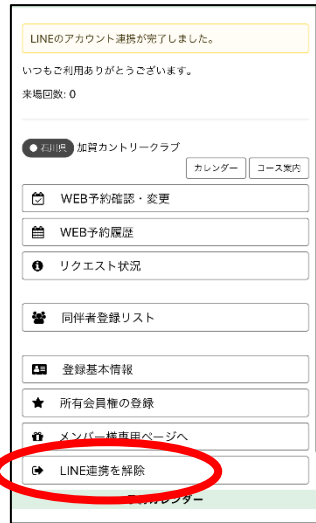 LINEのアカウント連携が完了しました。
いつもご利用ありがとうございます。
来場回数: 0
石川県 加賀カントリークラブ
カレンダー コース案内
WEB予約確認・変更
WEB予約履歴
リクエスト状況
同伴者登録リスト
登録基本情報
所有会員権の登録
メンバー様専用ページへ
LINE連携を解除
カレンダー